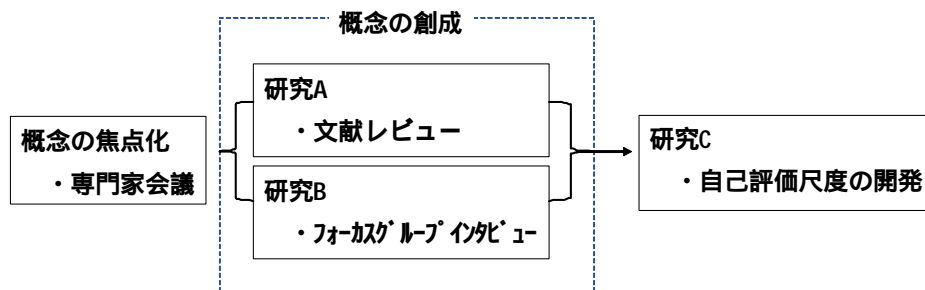 概念の創成
概念の焦点化
・専門家会議
研究A
・文献レビュー
研究B
・フォーカスグループインタビュー
研究C
・自己評価尺度の開発